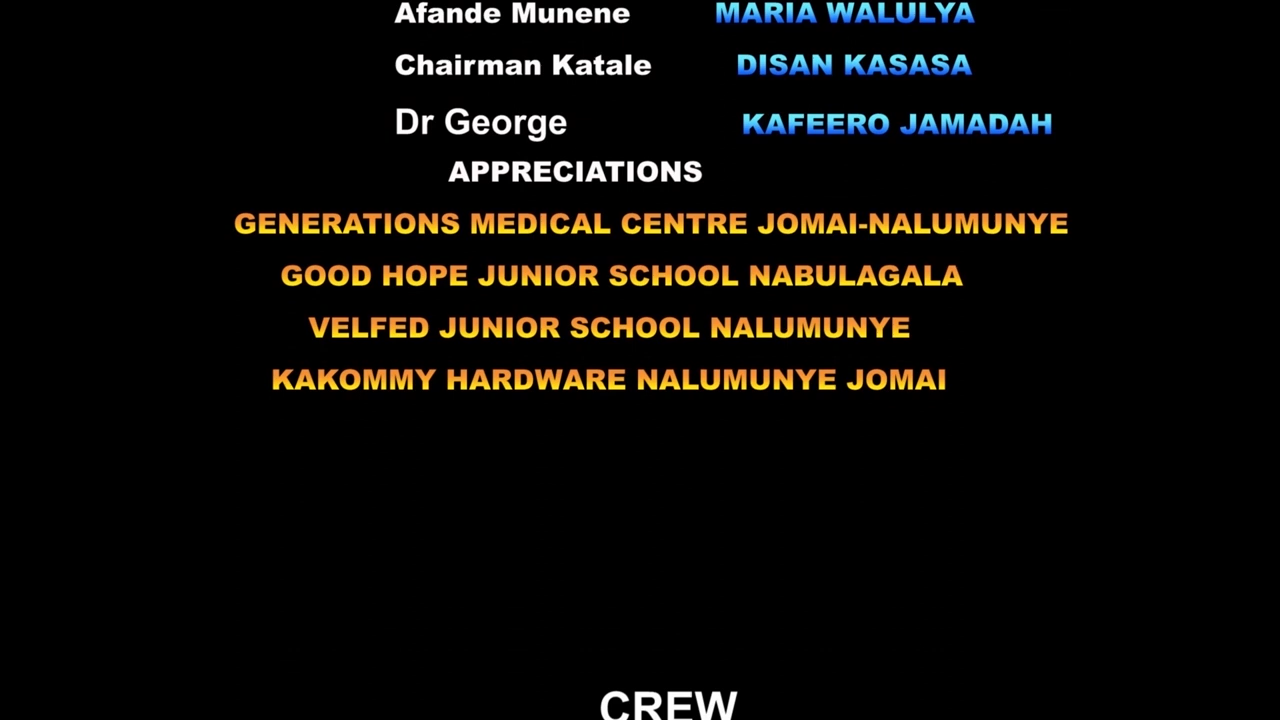 Afande Munene MARIA WALULYA
Chairman Katale DISAN KASASA
Dr George KAFEERO JAMADAH
APPRECIATIONS
GENERATIONS MEDICAL CENTRE JOMAI-NALUMUNYE
GOOD HOPE JUNIOR SCHOOL NABULAGALA
VELFED JUNIOR SCHOOL NALUMUNYE
KAKOMMY HARDWARE NALUMUNYE JOMAI
CREW